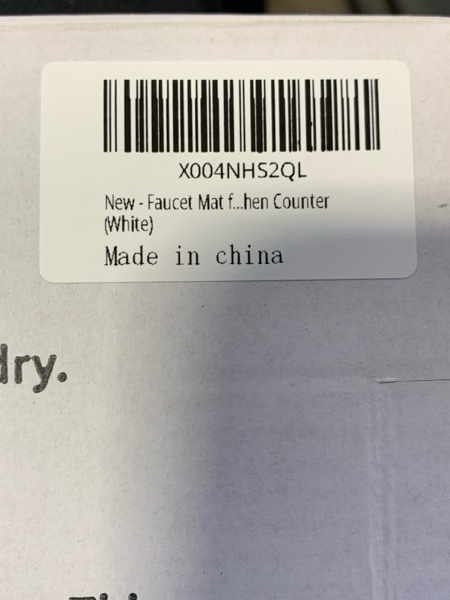 X004NHS2QL
New - Faucet Mat f...hen Counter
(White)
Made in china
dry.